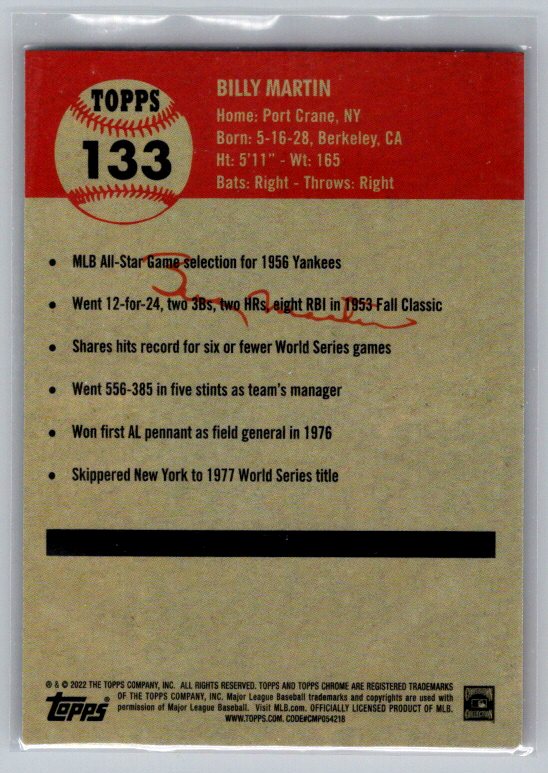 TOPPS
133
BILLY MARTIN
Home: Port Crane, NY
Born: 5-16-28, Berkeley, CA
Ht: 5'11" - Wt: 165
Bats: Right - Throws: Right
• MLB All-Star Game selection for 1956 Yankees
• Went 12-for-24, two 3Bs, two HRs, eight RBI in 1953 Fall Classic
Billy Martin
• Shares hits record for six or fewer World Series games
• Went 556-385 in five stints as team's manager
• Won first AL pennant as field general in 1976
• Skippered New York to 1977 World Series title
® & © 2022 THE TOPPS COMPANY, INC. ALL RIGHTS RESERVED. TOPPS AND TOPPS CHROME ARE REGISTERED TRADEMARKS
OF THE TOPPS COMPANY, INC. Major League Baseball trademarks and copyrights are used with
permission of Major League Baseball. Visit MLB.com. OFFICIALLY LICENSED PRODUCT OF MLB.
WWW.TOPPS.COM. CODE#CMP054218
Topps